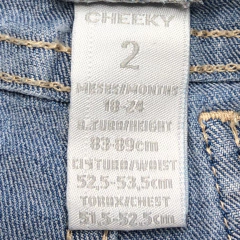 CHEEKY
2
MESES/MONTHS
18-24
A.TURA/HEIGHT
83-89cm
CINTURA/WAIST
52,5-53,5cm
TORAX/CHEST
51,5-52,5cm